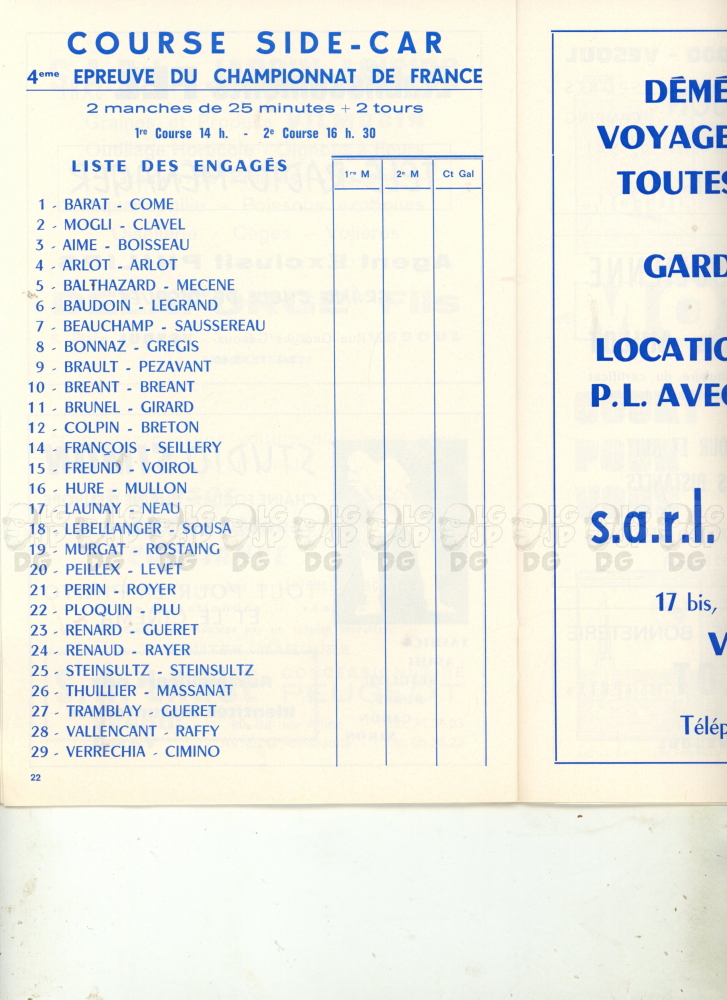 COURSE SIDE-CAR
4eme EPREUVE DU CHAMPIONNAT DE FRANCE
2 manches de 25 minutes + 2 tours
1re Course 14 h. - 2e Course 16 h. 30
LISTE DES ENGAGÉS
1re M 2e M Ct Gal
1 - BARAT - COME
2 - MOGLI - CLAVEL
3 - AIME - BOISSEAU
4 - ARLOT - ARLOT
5 - BALTHAZARD - MECENE
6 - BAUDOIN - LEGRAND
7 - BEAUCHAMP - SAUSSEREAU
8 - BONNAZ - GREGIS
9 - BRAULT - PEZAVANT
10 - BREANT - BREANT
11 - BRUNEL - GIRARD
12 - COLPIN - BRETON
14 - FRANÇOIS - SEILLERY
15 - FREUND - VOIROL
16 - HURE - MULLON
17 - LAUNAY - NEAU
18 - LEBELLANGER - SOUSA
19 - MURGAT - ROSTAING
20 - PEILLEX - LEVET
21 - PERIN - ROYER
22 - PLOQUIN - PLU
23 - RENARD - GUERET
24 - RENAUD - RAYER
25 - STEINSULTZ - STEINSULTZ
26 - THUILLIER - MASSANAT
27 - TRAMBLAY - GUERET
28 - VALLENCANT - RAFFY
29 - VERRECHIA - CIMINO
22
DÉMÉ
VOYAGE
TOUTES
GARD
LOCATIO
P.L. AVEC
s.a.r.l.
17 bis,
V
Télép
LG JP DG